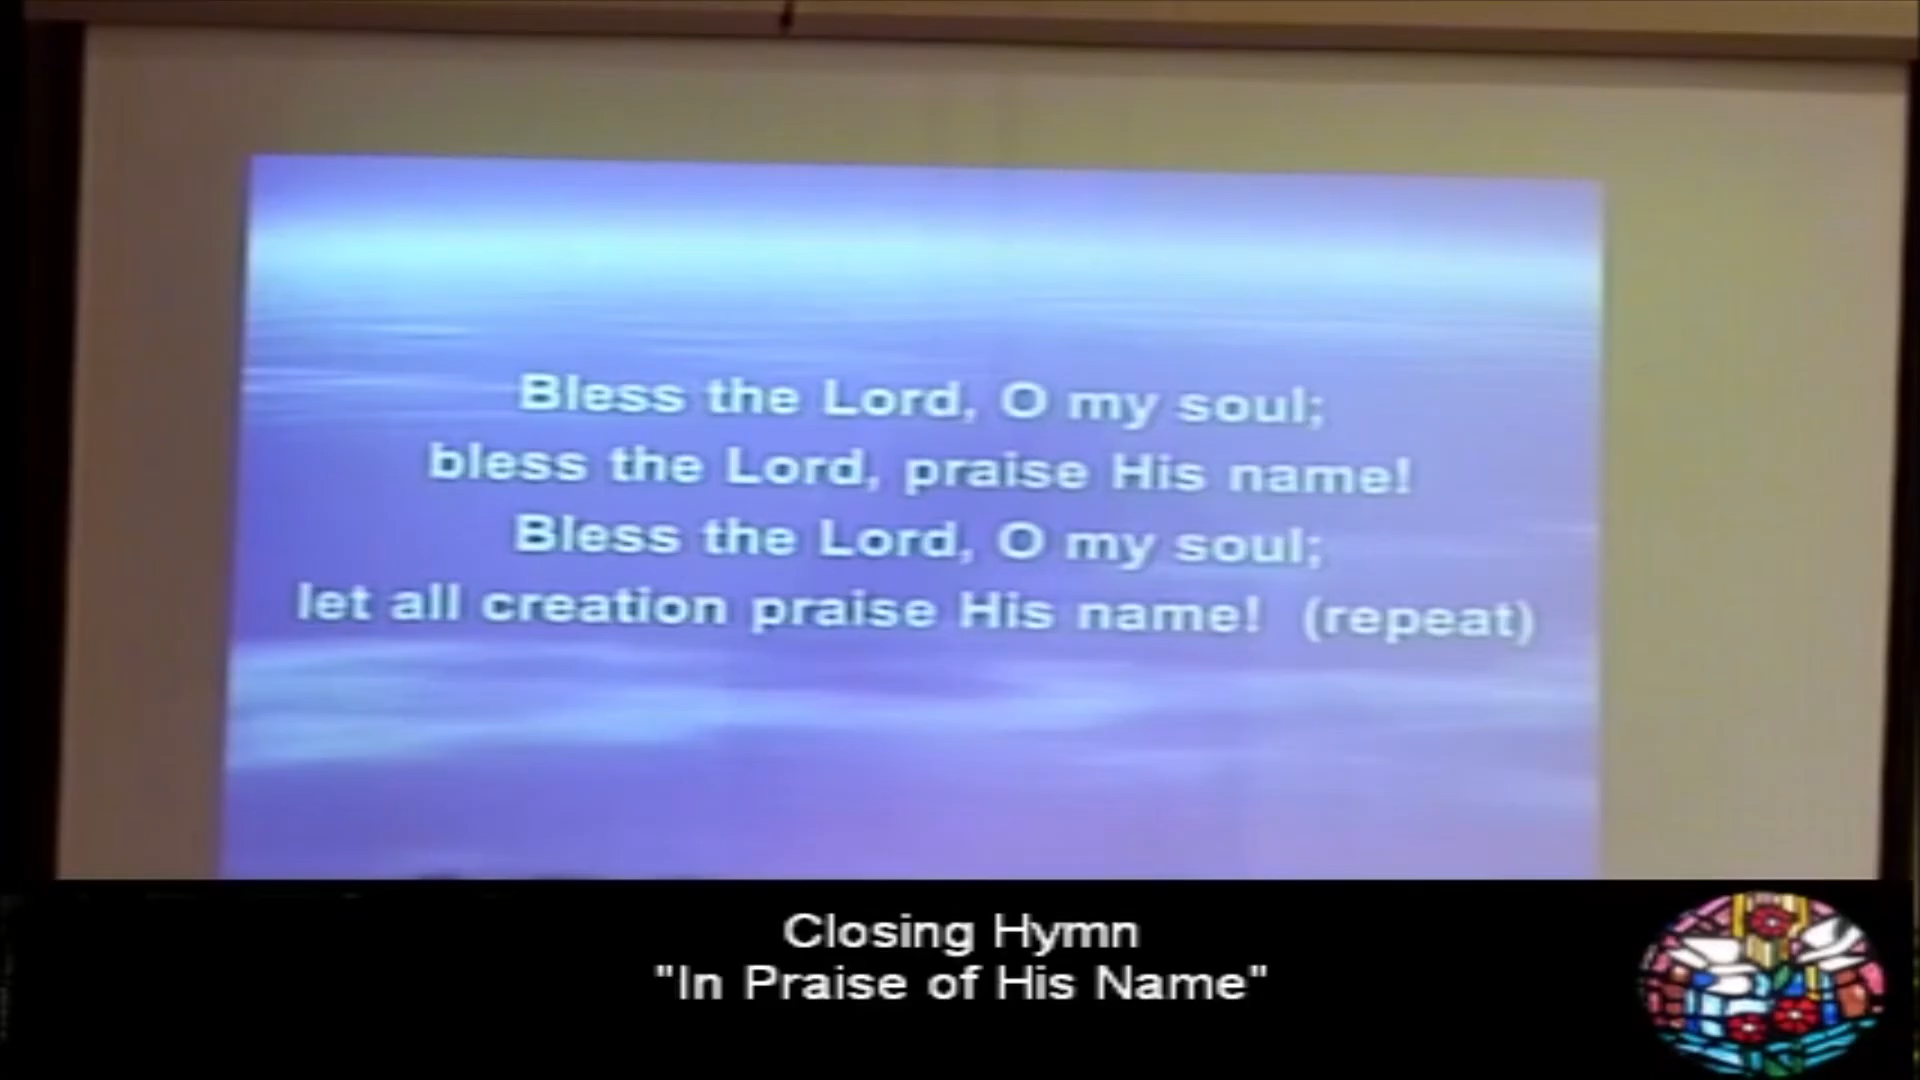 Bless the Lord, O my soul;
bless the Lord, praise His name!
Bless the Lord, O my soul;
let all creation praise His name! (repeat)
Closing Hymn
"In Praise of His Name"